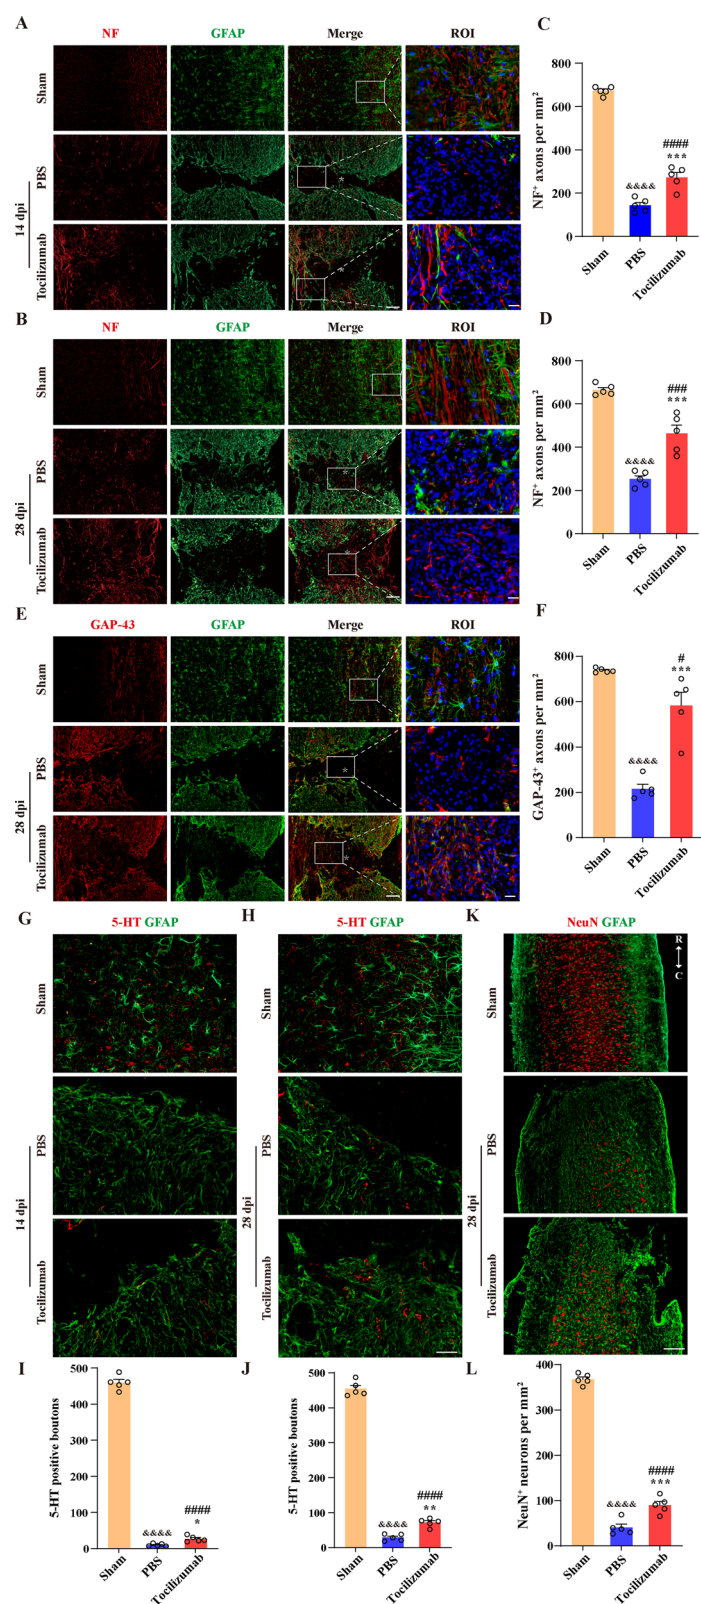 A
NF
GFAP
Merge
ROI
Sham
PBS
Tocilizumab
14 dpi
*
*
C
NF+ axons per mm²
800
600
400
200
0
&&&&
####
***
Sham
PBS
Tocilizumab
B
NF
GFAP
Merge
ROI
Sham
PBS
Tocilizumab
28 dpi
*
*
D
NF+ axons per mm²
800
600
400
200
0
&&&&
###
***
Sham
PBS
Tocilizumab
E
GAP-43
GFAP
Merge
ROI
Sham
PBS
Tocilizumab
28 dpi
*
*
F
GAP-43+ axons per mm²
800
600
400
200
0
&&&&
#
***
Sham
PBS
Tocilizumab
G
5-HT GFAP
Sham
PBS
Tocilizumab
14 dpi
H
5-HT GFAP
Sham
PBS
Tocilizumab
28 dpi
K
NeuN GFAP
R
C
Sham
PBS
Tocilizumab
28 dpi
I
5-HT positive boutons
500
400
300
200
100
0
&&&&
####
*
Sham
PBS
Tocilizumab
J
5-HT positive boutons
500
400
300
200
100
0
&&&&
####
**
Sham
PBS
Tocilizumab
L
NeuN+ neurons per mm²
400
300
200
100
0
&&&&
####
***
Sham
PBS
Tocilizumab